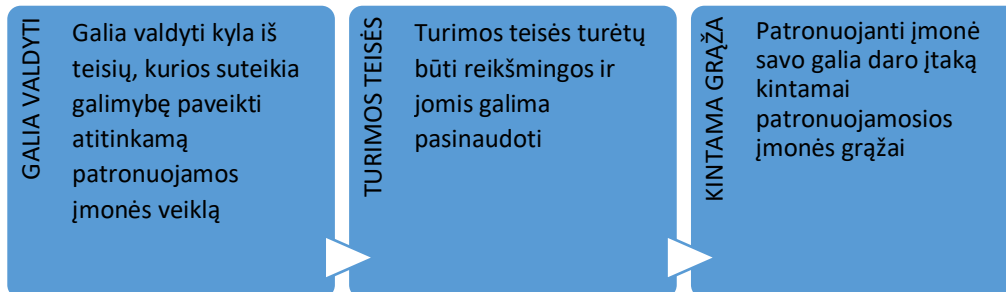 GALIA VALDYTI
Galia valdyti kyla iš
teisių, kurios suteikia
galimybę paveikti
atitinkamą
patronuojamos
įmonės veiklą
TURIMOS TEISĖS
Turimos teisės turėtų
būti reikšmingos ir
jomis galima
pasinaudoti
KINTAMA GRĄŽA
Patronuojanti įmonė
savo galia daro įtaką
kintamai
patronuojamosios
įmonės grąžai